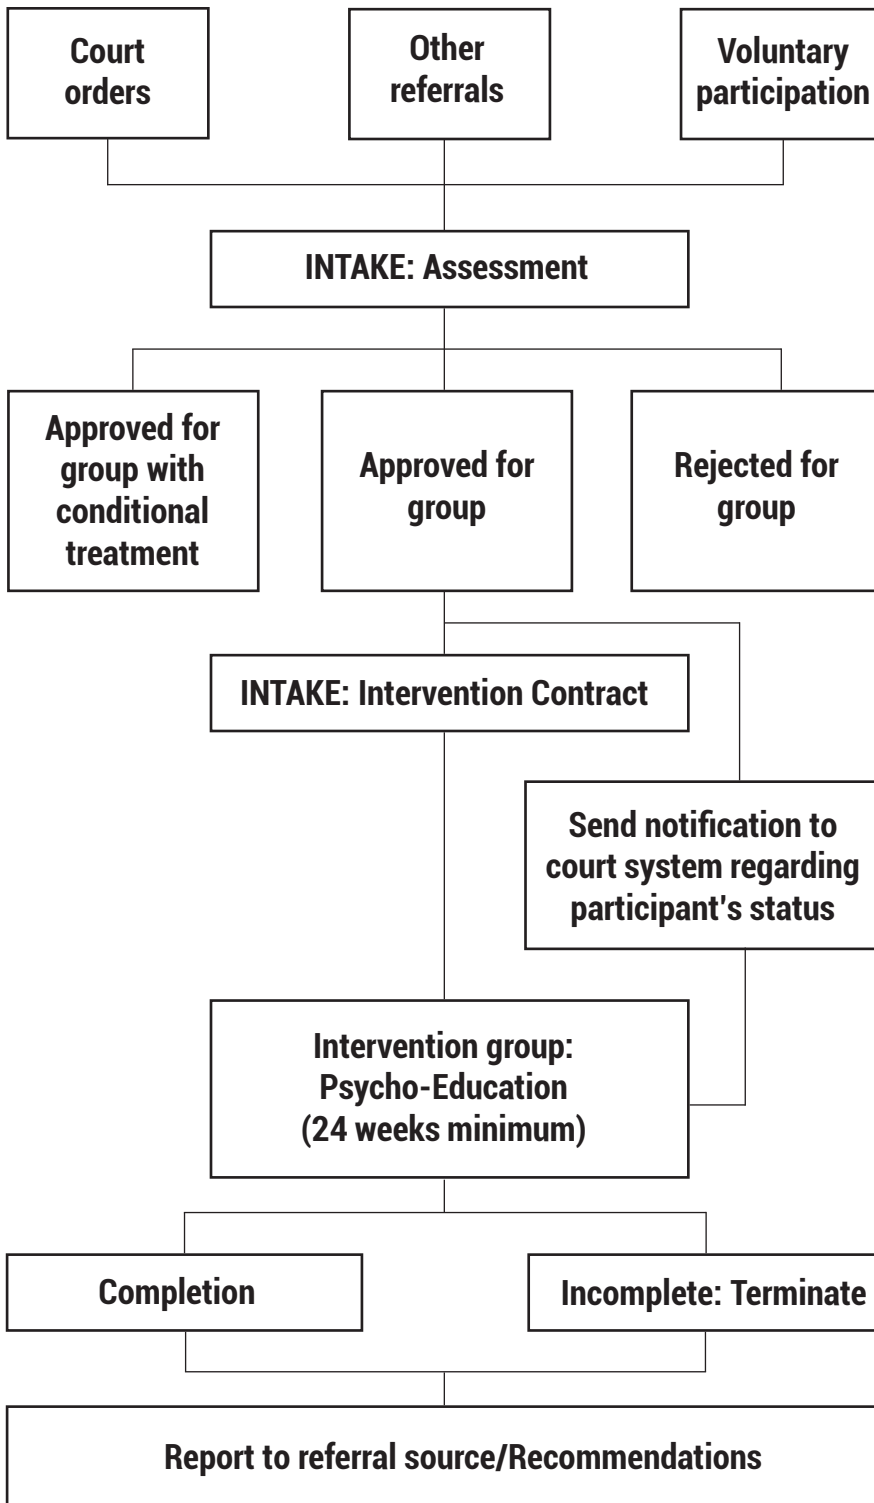 Court
orders
Other
referrals
Voluntary
participation
INTAKE: Assessment
Approved for
group with
conditional
treatment
Approved for
group
Rejected for
group
INTAKE: Intervention Contract
Send notification to
court system regarding
participant's status
Intervention group:
Psycho-Education
(24 weeks minimum)
Completion
Incomplete: Terminate
Report to referral source/Recommendations